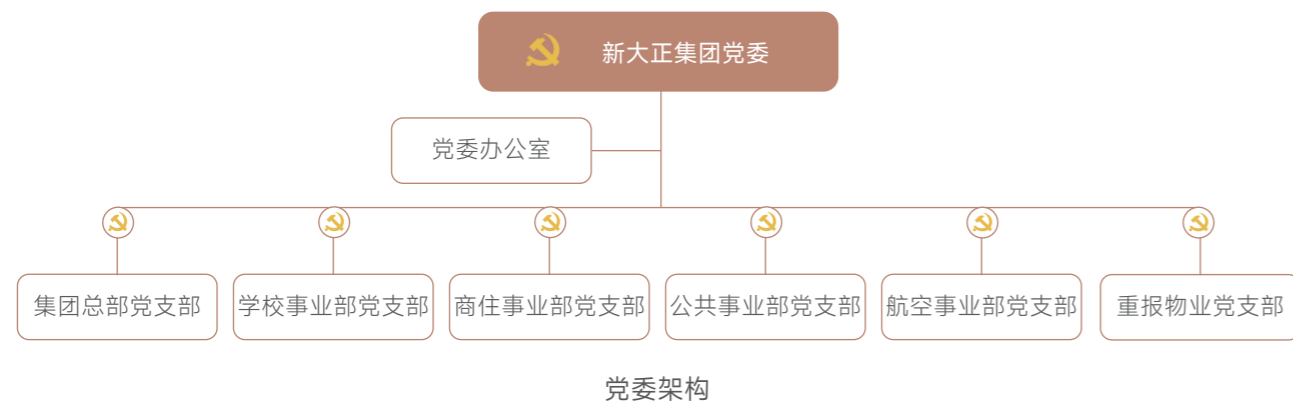 新大正集团党委
党委办公室
集团总部党支部
学校事业部党支部
商住事业部党支部
公共事业部党支部
航空事业部党支部
重报物业党支部
党委架构